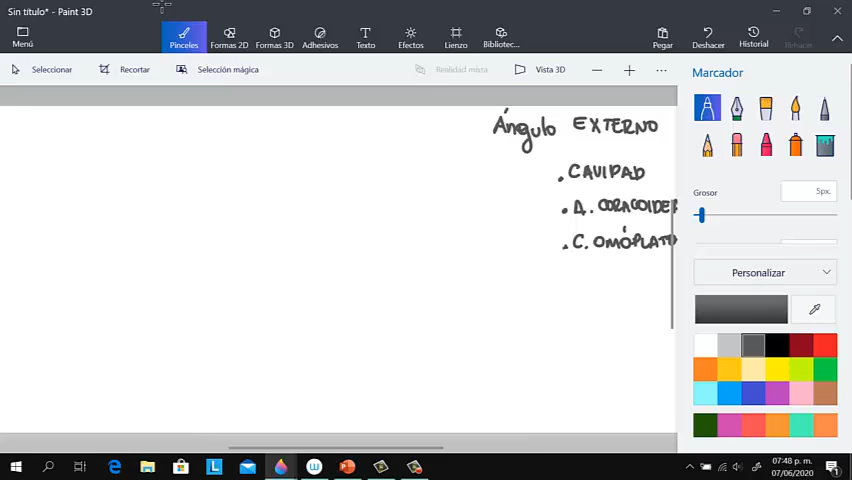 Sin título* - Paint 3D
Menú
Pinceles
Formas 2D
Formas 3D
Adhesivos
Texto
Efectos
Lienzo
Bibliotec...
Pegar
Deshacer
Historial
Rehacer
Seleccionar
Recortar
Selección mágica
Realidad mixta
Vista 3D
Marcador
Ángulo EXTERNO
. CAVIDAD
. A. CORACOIDE
. C. OMÓPLATO
Grosor
5px.
Personalizar
07:48 p. m.
07/06/2020